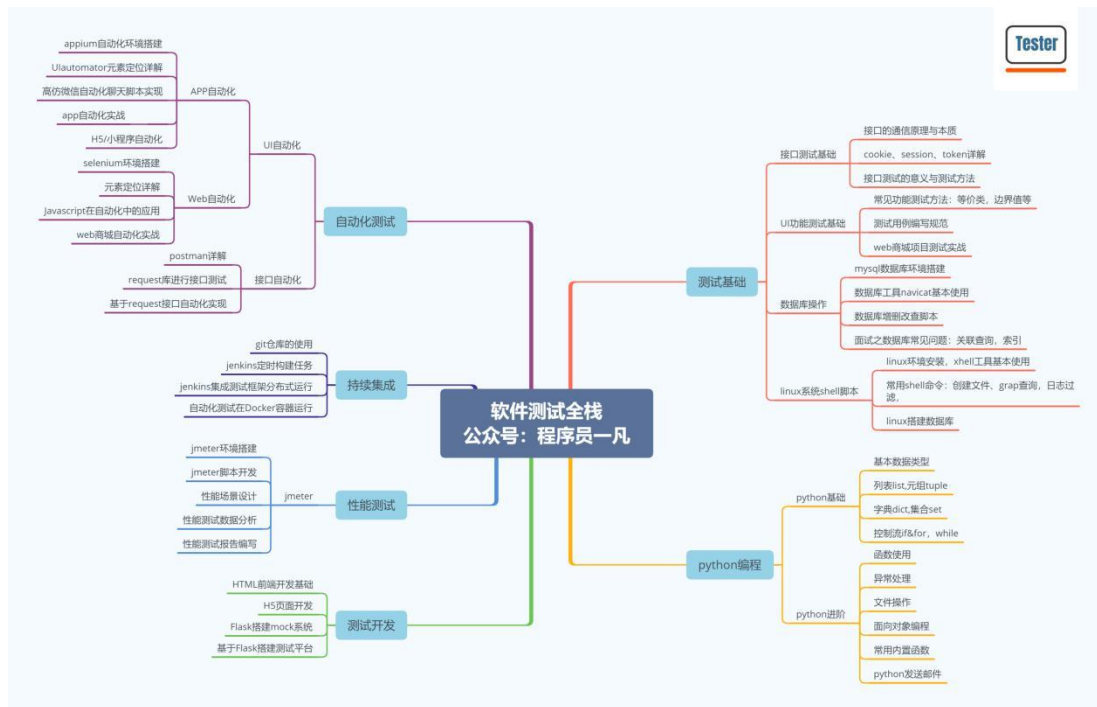 Tester
软件测试全栈
公众号：程序员一凡
自动化测试
UI自动化
APP自动化
appium自动化环境搭建
UIautomator元素定位详解
高仿微信自动化聊天脚本实现
app自动化实战
H5/小程序自动化
Web自动化
selenium环境搭建
元素定位详解
Javascript在自动化中的应用
web商城自动化实战
接口自动化
postman详解
request库进行接口测试
基于request接口自动化实现
持续集成
git仓库的使用
jenkins定时构建任务
jenkins集成测试框架分布式运行
自动化测试在Docker容器运行
性能测试
jmeter
jmeter环境搭建
jmeter脚本开发
性能场景设计
性能测试数据分析
性能测试报告编写
测试开发
HTML前端开发基础
H5页面开发
Flask搭建mock系统
基于Flask搭建测试平台
测试基础
接口测试基础
接口的通信原理与本质
cookie、session、token详解
接口测试的意义与测试方法
UI功能测试基础
常见功能测试方法：等价类，边界值等
测试用例编写规范
web商城项目测试实战
数据库操作
mysql数据库环境搭建
数据库工具navicat基本使用
数据库增删改查脚本
面试之数据库常见问题：关联查询，索引
linux系统shell脚本
linux环境安装，xhell工具基本使用
常用shell命令：创建文件、grap查询，日志过
滤，
linux搭建数据库
python编程
python基础
基本数据类型
列表list,元组tuple
字典dict,集合set
控制流if&for，while
python进阶
函数使用
异常处理
文件操作
面向对象编程
常用内置函数
python发送邮件